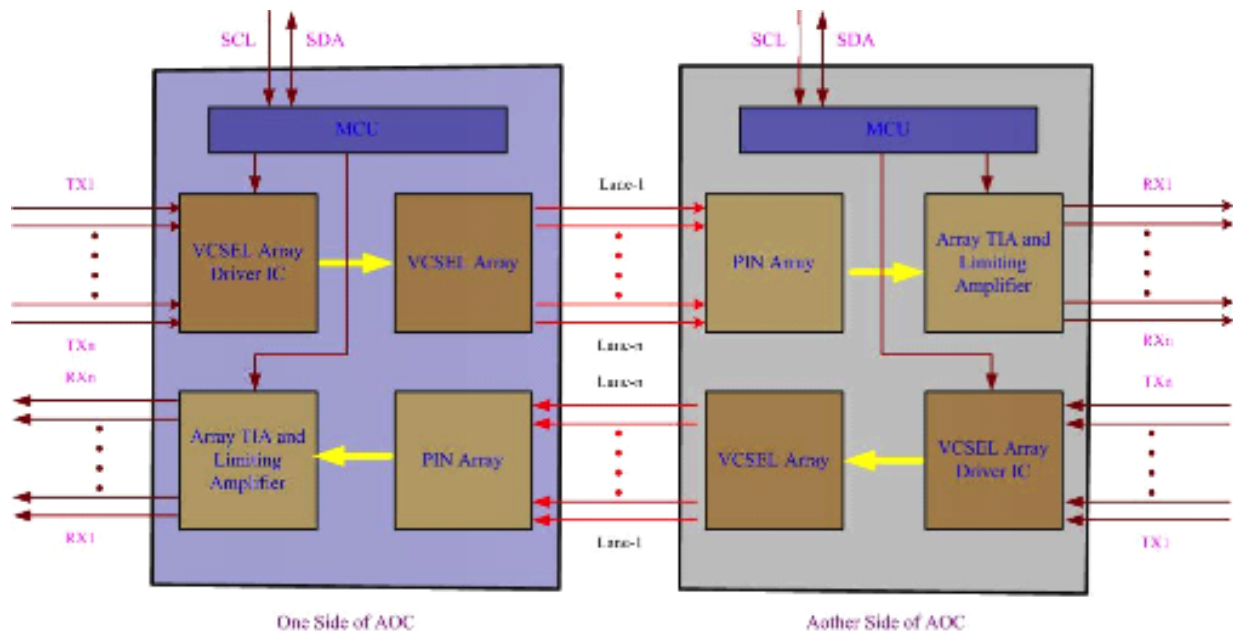 SCL SDA SCL SDA
MCU MCU
TX1 Lane-1 RX1
VCSEL Array
Driver IC
VCSEL Array
PIN Array
Array TIA and
Limiting
Amplifier
TXn Lane-n RXn
RXn Lane-n TXn
Array TIA and
Limiting
Amplifier
PIN Array
VCSEL Array
VCSEL Array
Driver IC
RX1 Lane-1 TX1
One Side of AOC Aother Side of AOC